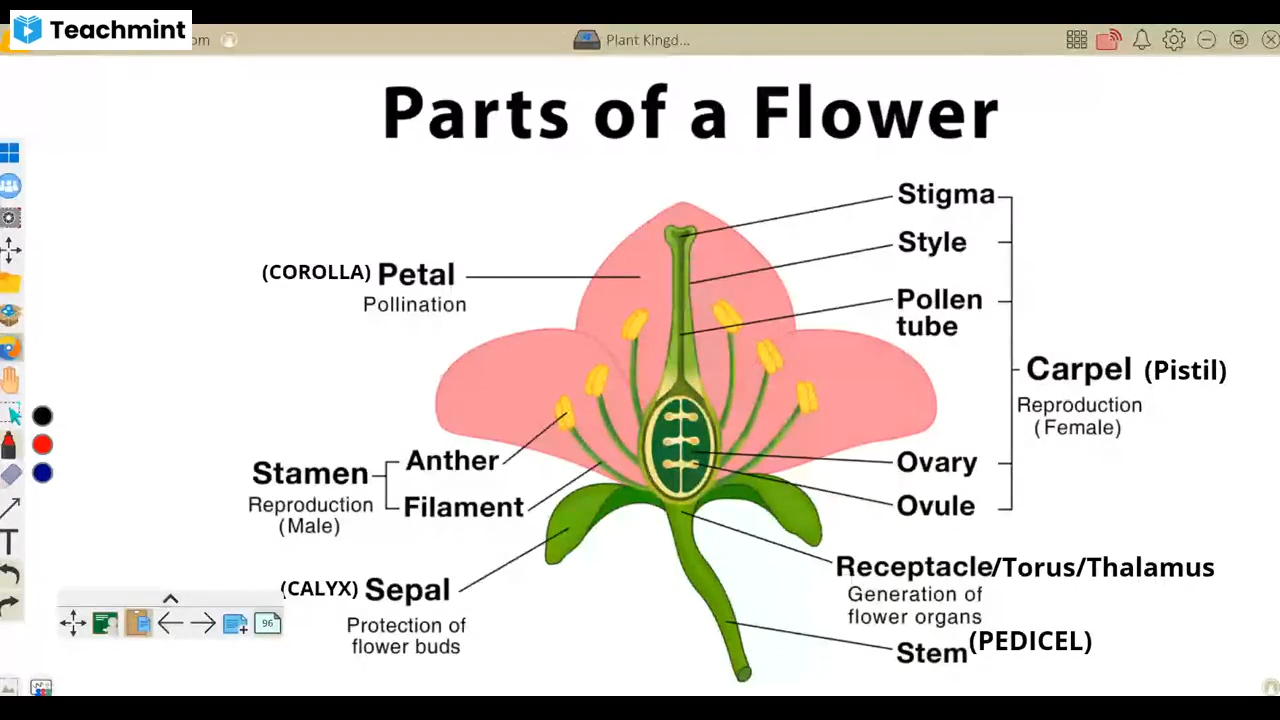 Teachmint
om
Plant Kingd...
Parts of a Flower
Stigma
Style
(COROLLA) Petal
Pollination
Pollen
tube
Carpel (Pistil)
Reproduction
(Female)
Anther
Stamen
Filament
Reproduction
(Male)
Ovary
Ovule
Receptacle/Torus/Thalamus
Generation of
flower organs
(CALYX) Sepal
Protection of
flower buds
Stem(PEDICEL)
T
96